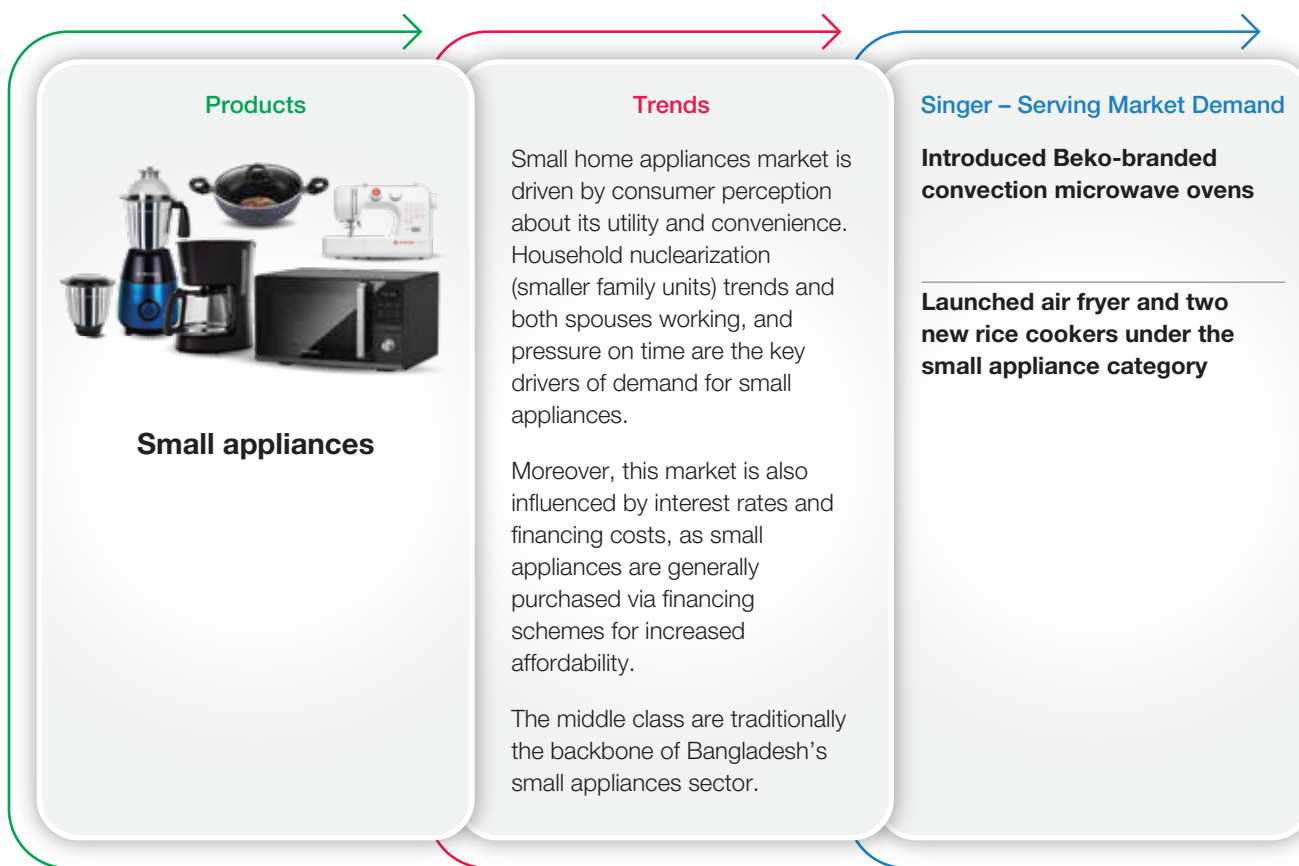 Products
Small appliances
Trends
Small home appliances market is
driven by consumer perception
about its utility and convenience.
Household nuclearization
(smaller family units) trends and
both spouses working, and
pressure on time are the key
drivers of demand for small
appliances.
Moreover, this market is also
influenced by interest rates and
financing costs, as small
appliances are generally
purchased via financing
schemes for increased
affordability.
The middle class are traditionally
the backbone of Bangladesh’s
small appliances sector.
Singer – Serving Market Demand
Introduced Beko-branded
convection microwave ovens
Launched air fryer and two
new rice cookers under the
small appliance category